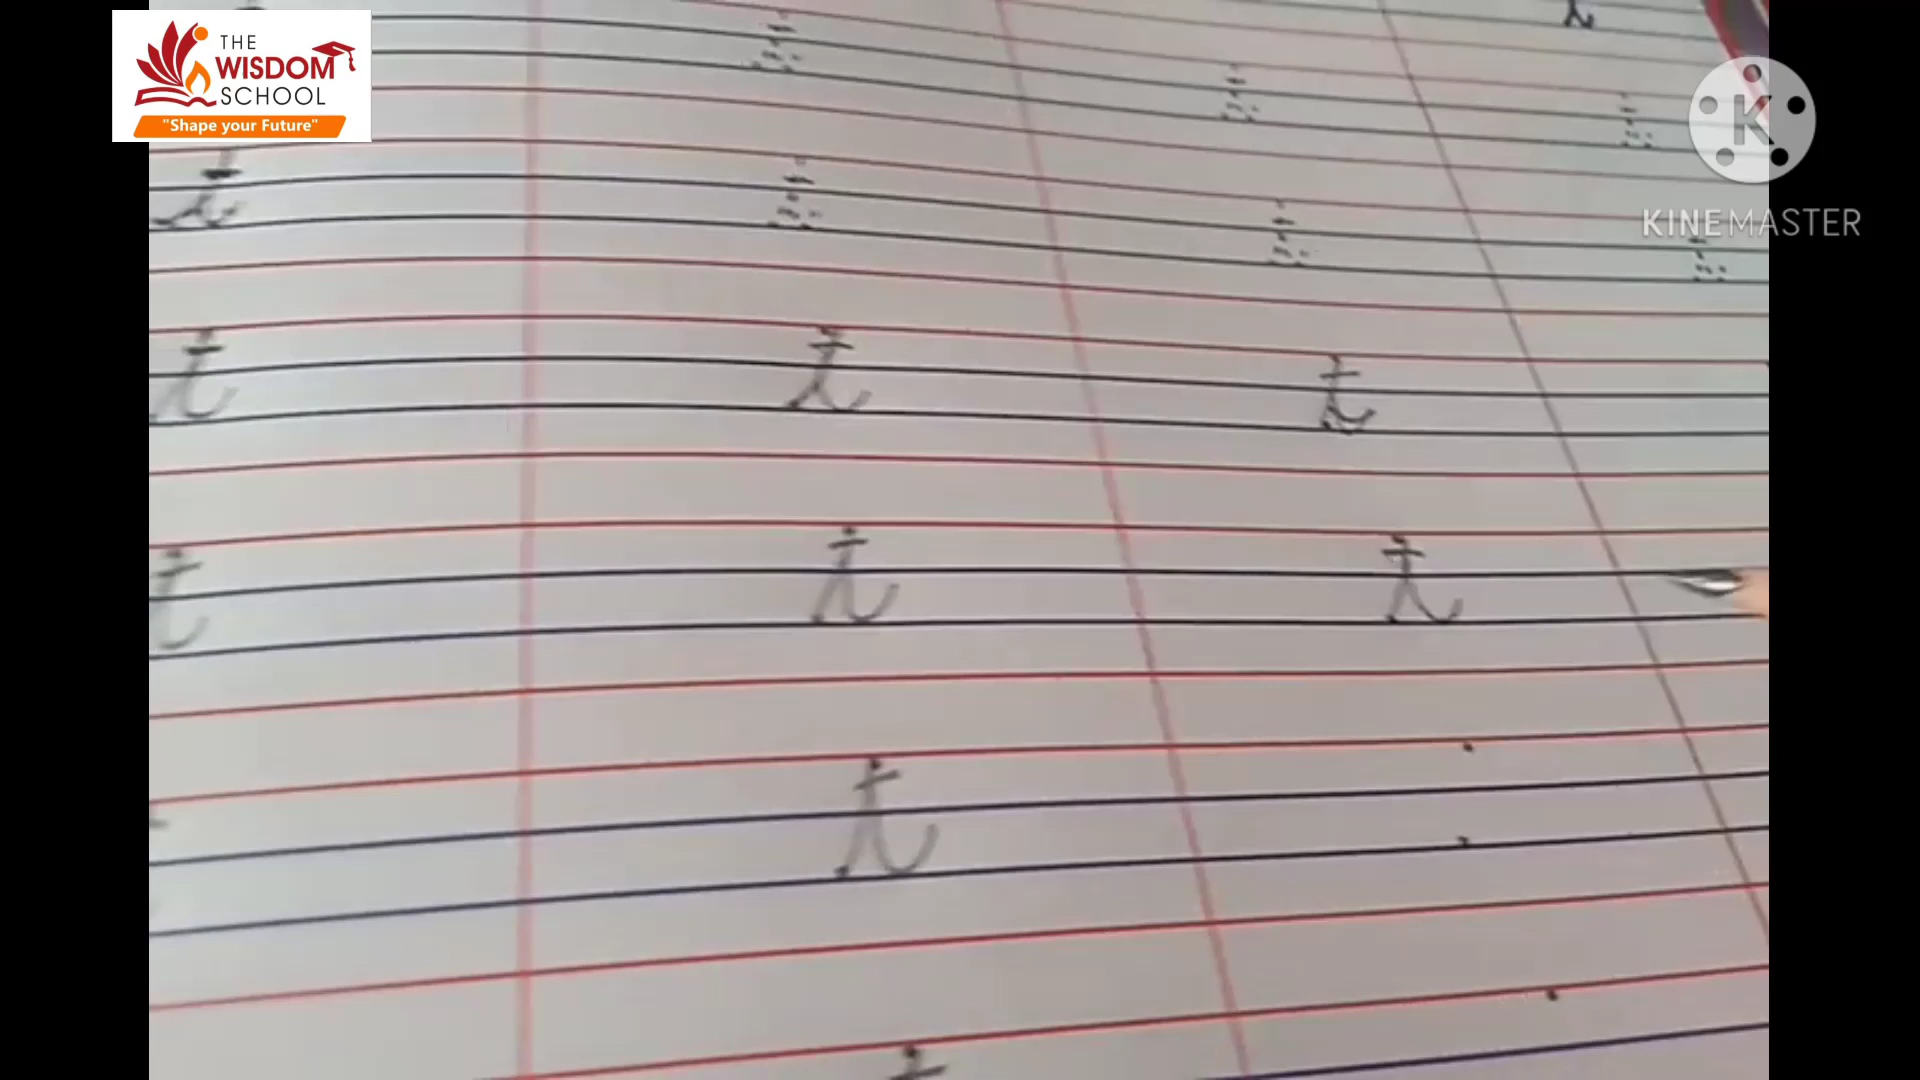 THE
WISDOM
SCHOOL
"Shape your Future"
K
KINEMASTER
t
t t t
t t t
t
t